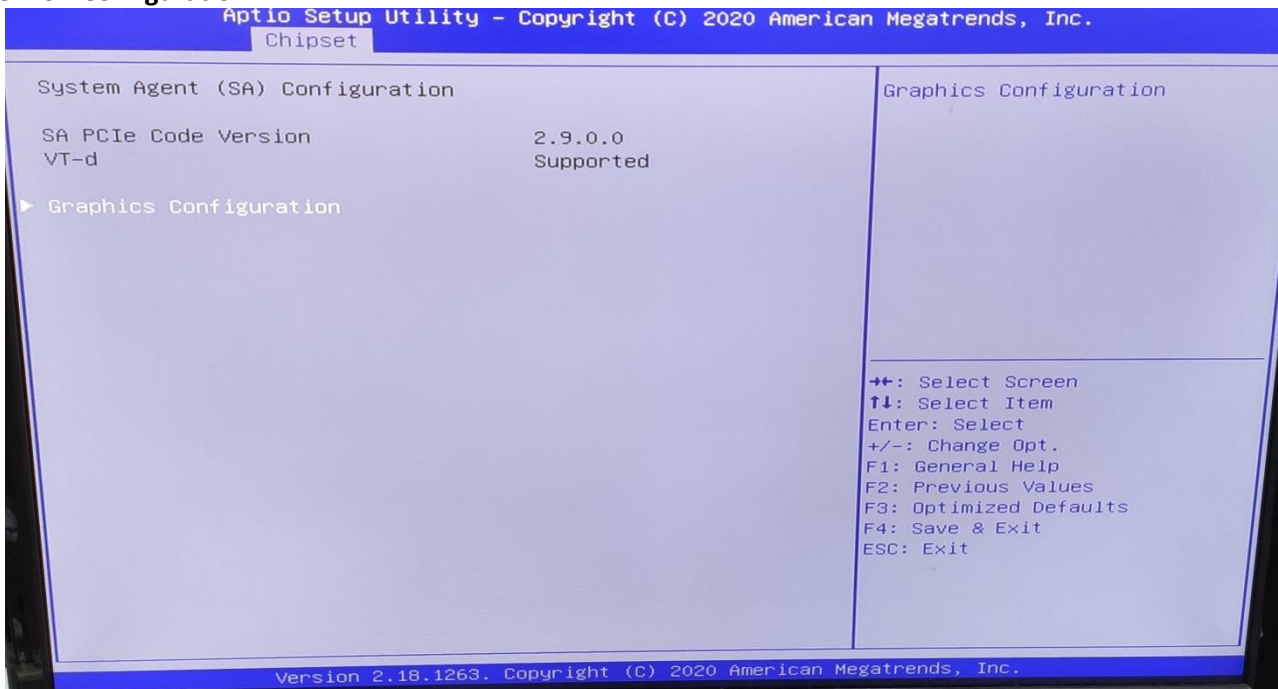 Aptio Setup Utility – Copyright (C) 2020 American Megatrends, Inc.
Chipset
System Agent (SA) Configuration
SA PCIe Code Version 2.9.0.0
VT-d Supported
▶ Graphics Configuration
Graphics Configuration
→←: Select Screen
↑↓: Select Item
Enter: Select
+/-: Change Opt.
F1: General Help
F2: Previous Values
F3: Optimized Defaults
F4: Save & Exit
ESC: Exit
Version 2.18.1263. Copyright (C) 2020 American Megatrends, Inc.